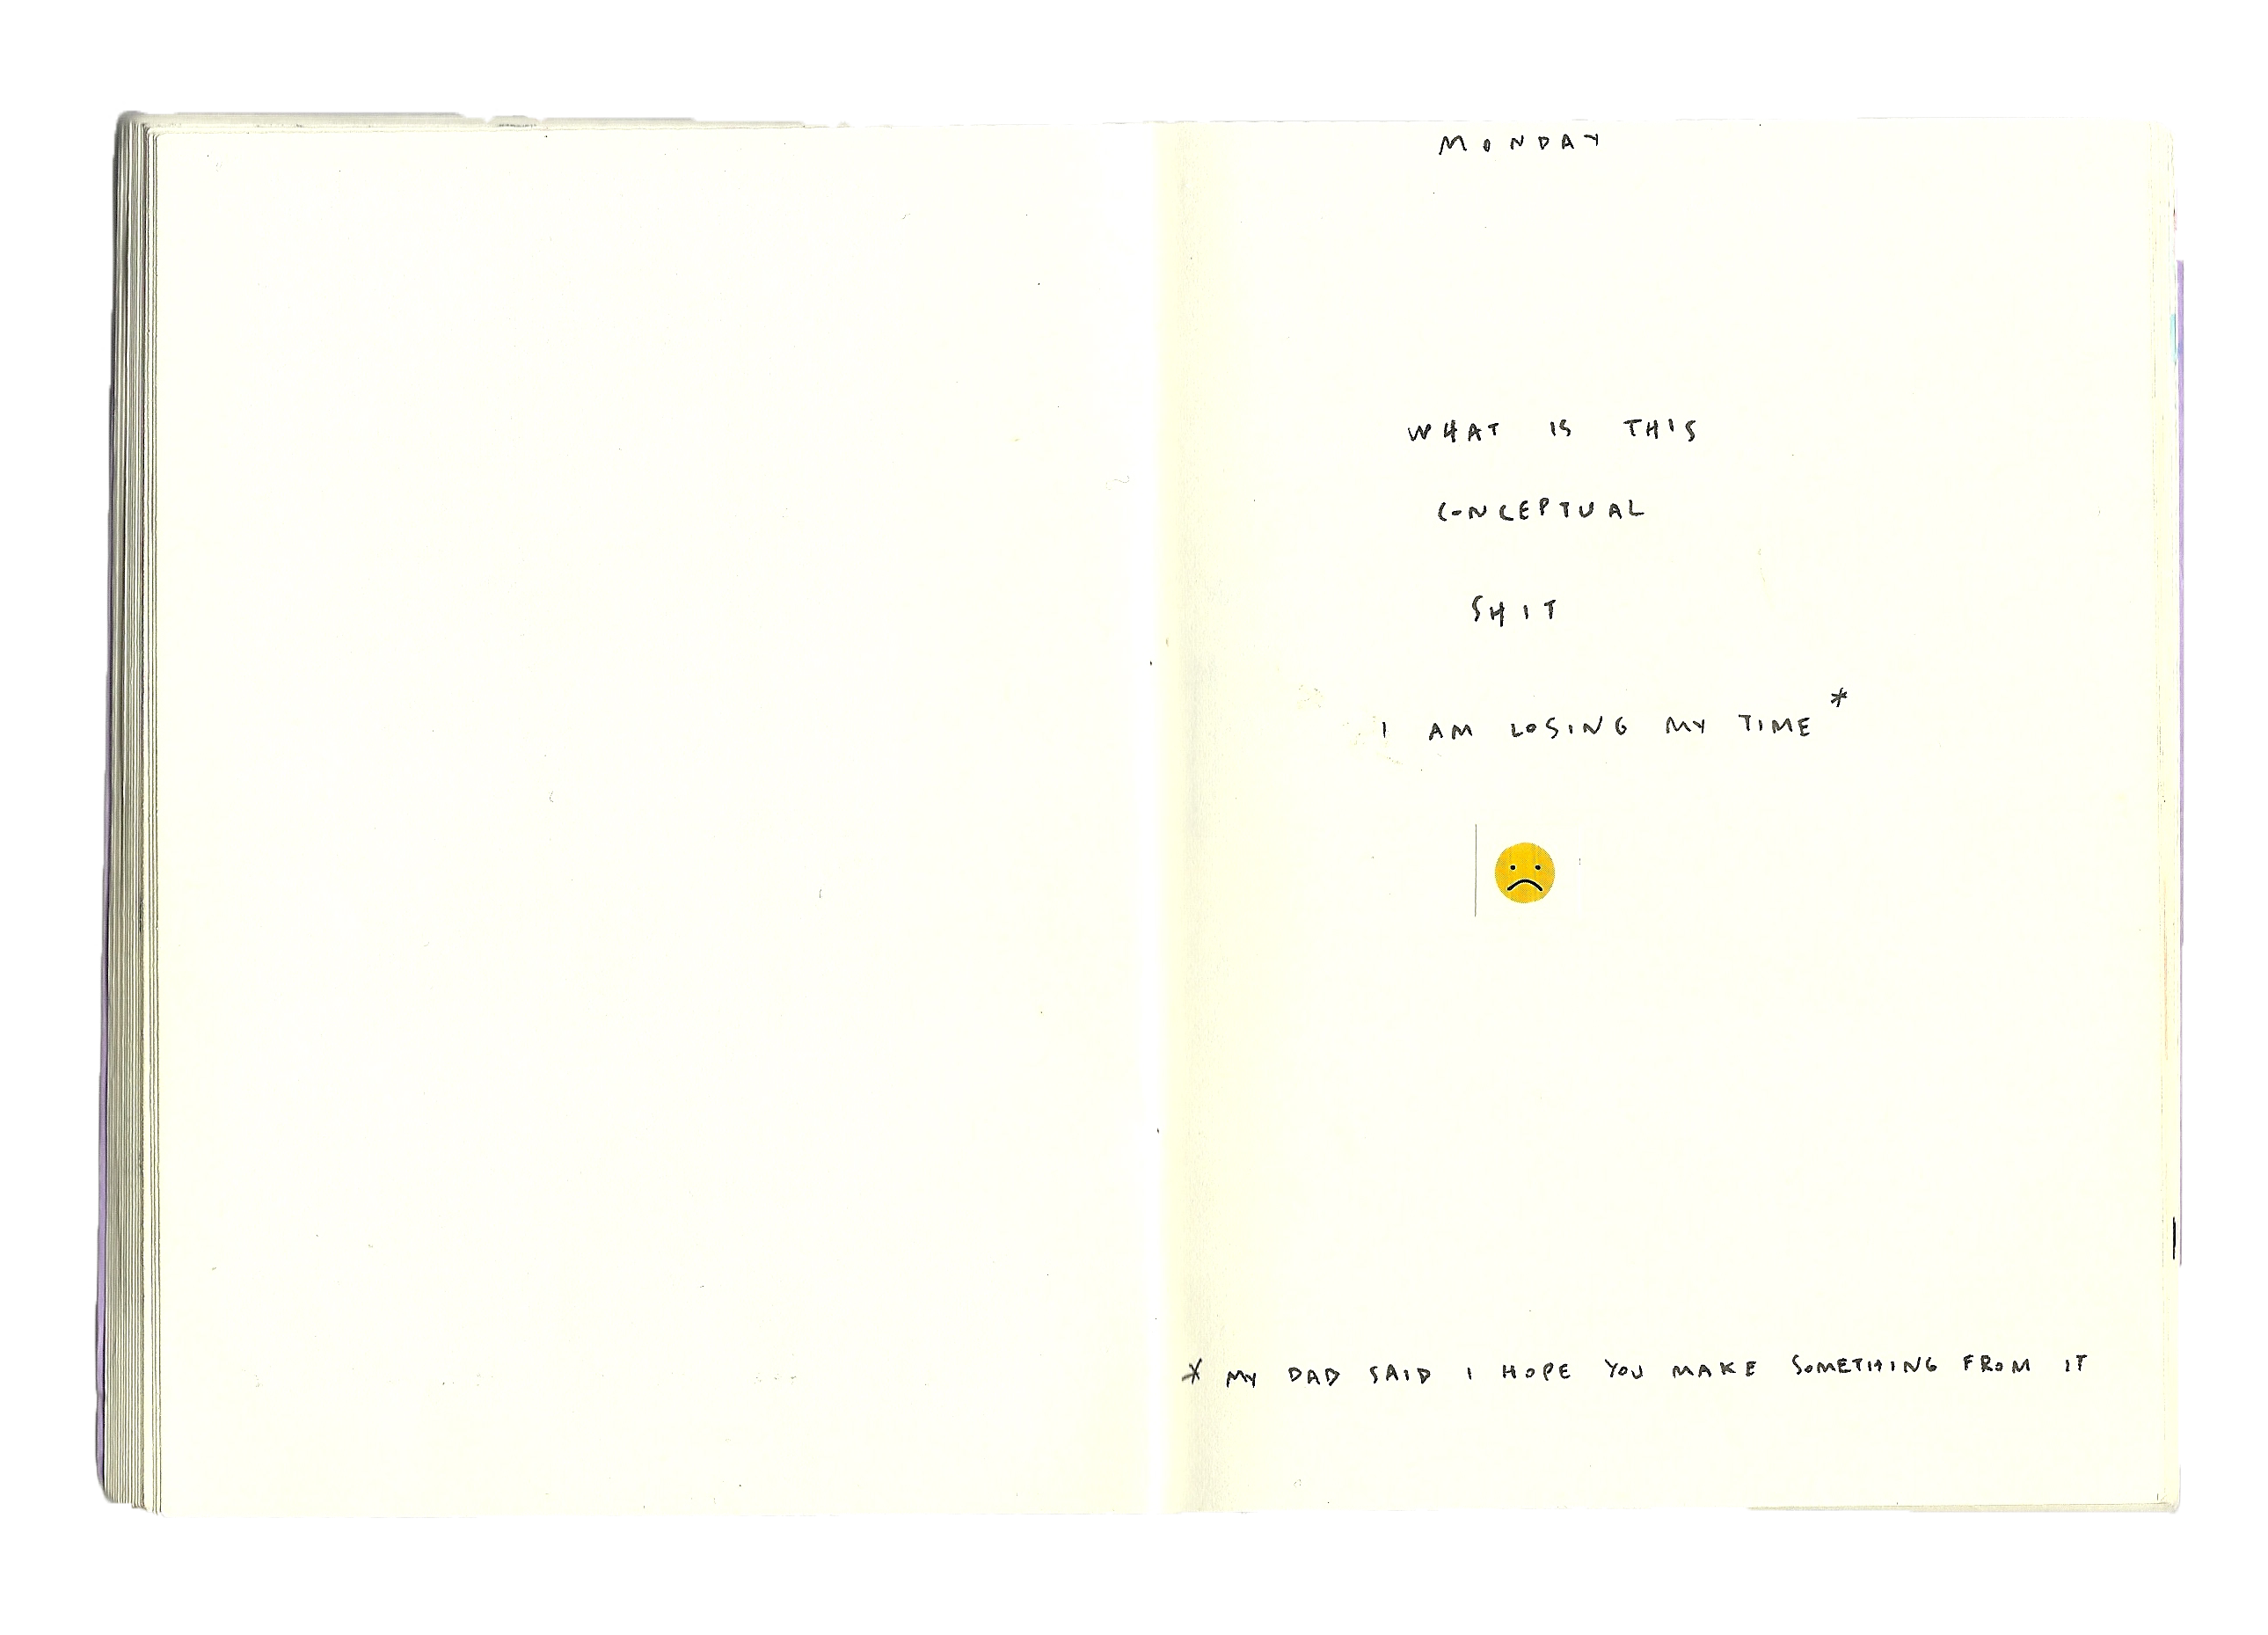 MONDAY
WHAT IS THIS
CONCEPTUAL
SHIT
I AM LOSING MY TIME*
* MY DAD SAID I HOPE YOU MAKE SOMETHING FROM IT